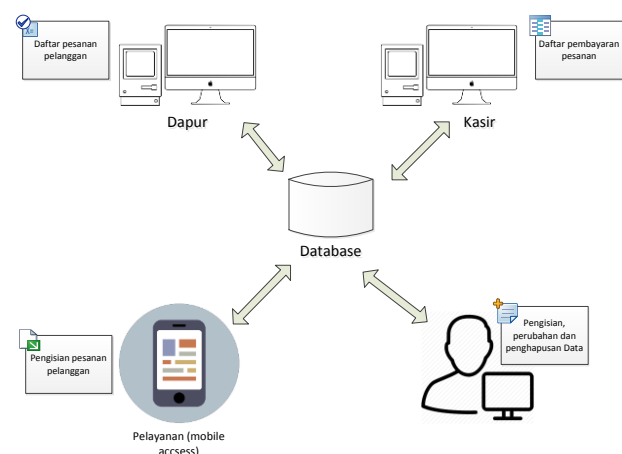 Daftar pesanan
pelanggan
Daftar pembayaran
pesanan
Dapur
Kasir
Database
Pengisian pesanan
pelanggan
Pengisian,
perubahan dan
penghapusan Data
Pelayanan (mobile
accsess)